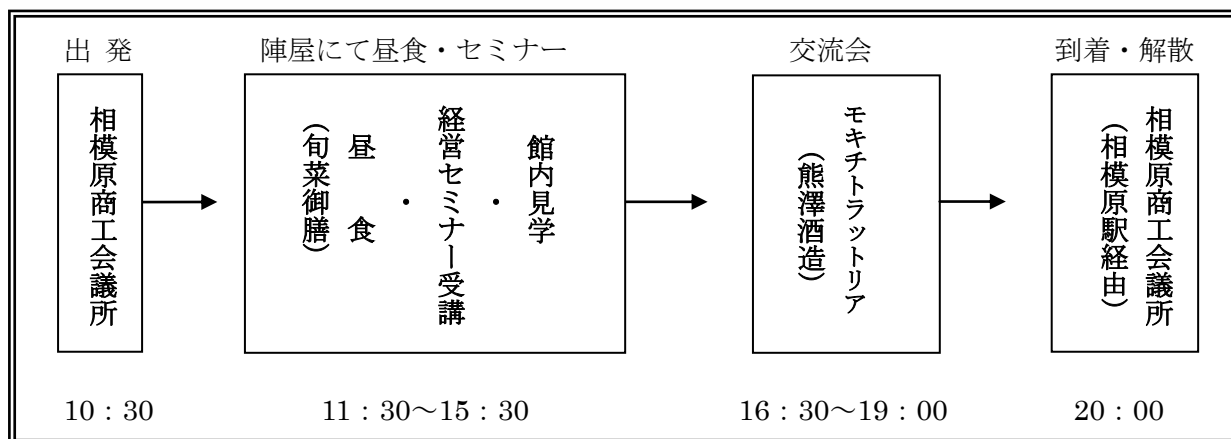 出 発
陣屋にて昼食・セミナー
交流会
到着・解散
相模原商工会議所
館内見学
・
経営セミナー受講
・
昼 食
(旬菜御膳)
モキチトラットリア
(熊澤酒造)
相模原商工会議所
(相模原駅経由)
10：30
11：30～15：30
16：30～19：00
20：00